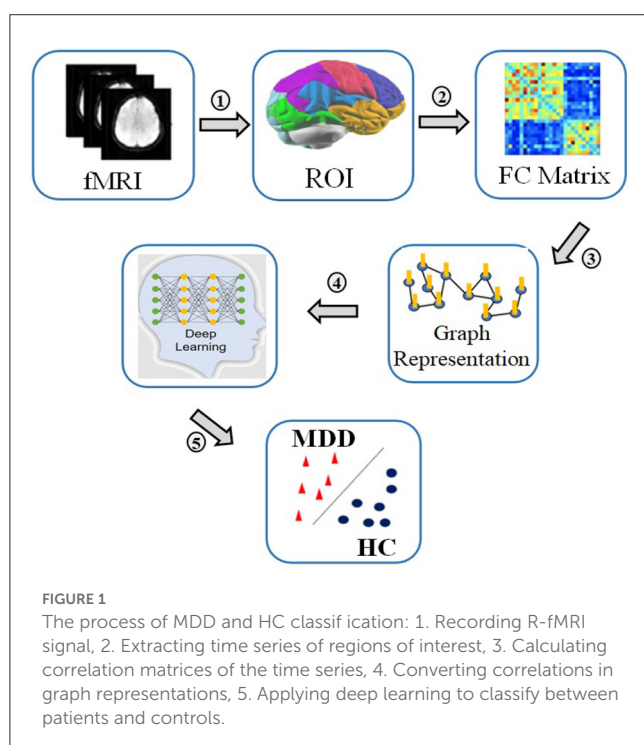 ①
②
fMRI
ROI
FC Matrix
③
④
Deep
Learning
Graph
Representation
⑤
MDD
HC
FIGURE 1
The process of MDD and HC classif ication: 1. Recording R-fMRI
signal, 2. Extracting time series of regions of interest, 3. Calculating
correlation matrices of the time series, 4. Converting correlations in
graph representations, 5. Applying deep learning to classify between
patients and controls.